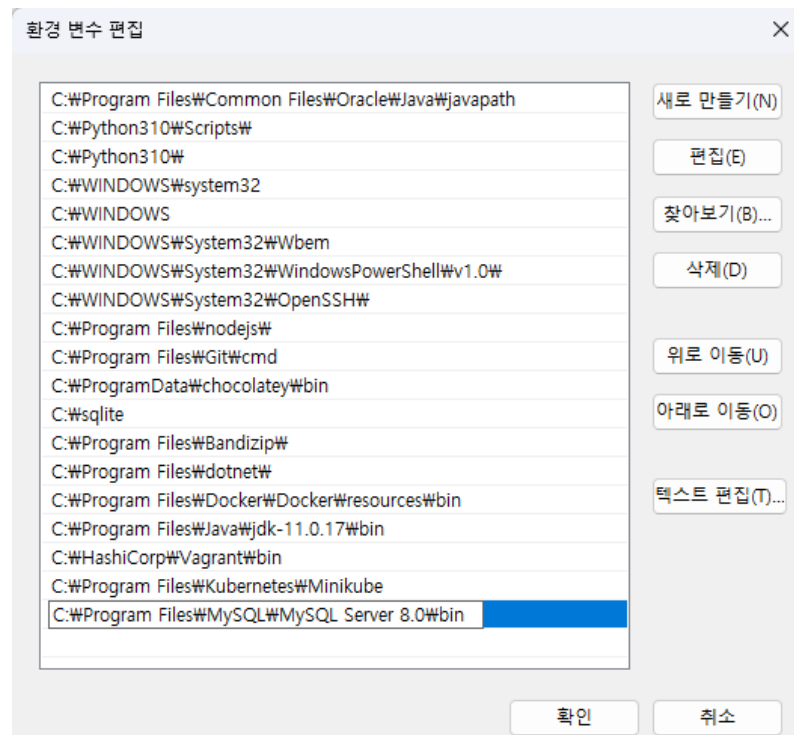 환경 변수 편집
C:₩Program Files₩Common Files₩Oracle₩Java₩javapath
C:₩Python310₩Scripts₩
C:₩Python310₩
C:₩WINDOWS₩system32
C:₩WINDOWS
C:₩WINDOWS₩System32₩Wbem
C:₩WINDOWS₩System32₩WindowsPowerShell₩v1.0₩
C:₩WINDOWS₩System32₩OpenSSH₩
C:₩Program Files₩nodejs₩
C:₩Program Files₩Git₩cmd
C:₩ProgramData₩chocolatey₩bin
C:₩sqlite
C:₩Program Files₩Bandizip₩
C:₩Program Files₩dotnet₩
C:₩Program Files₩Docker₩Docker₩resources₩bin
C:₩Program Files₩Java₩jdk-11.0.17₩bin
C:₩HashiCorp₩Vagrant₩bin
C:₩Program Files₩Kubernetes₩Minikube
C:₩Program Files₩MySQL₩MySQL Server 8.0₩bin
새로 만들기(N)
편집(E)
찾아보기(B)...
삭제(D)
위로 이동(U)
아래로 이동(O)
텍스트 편집(T)...
확인
취소